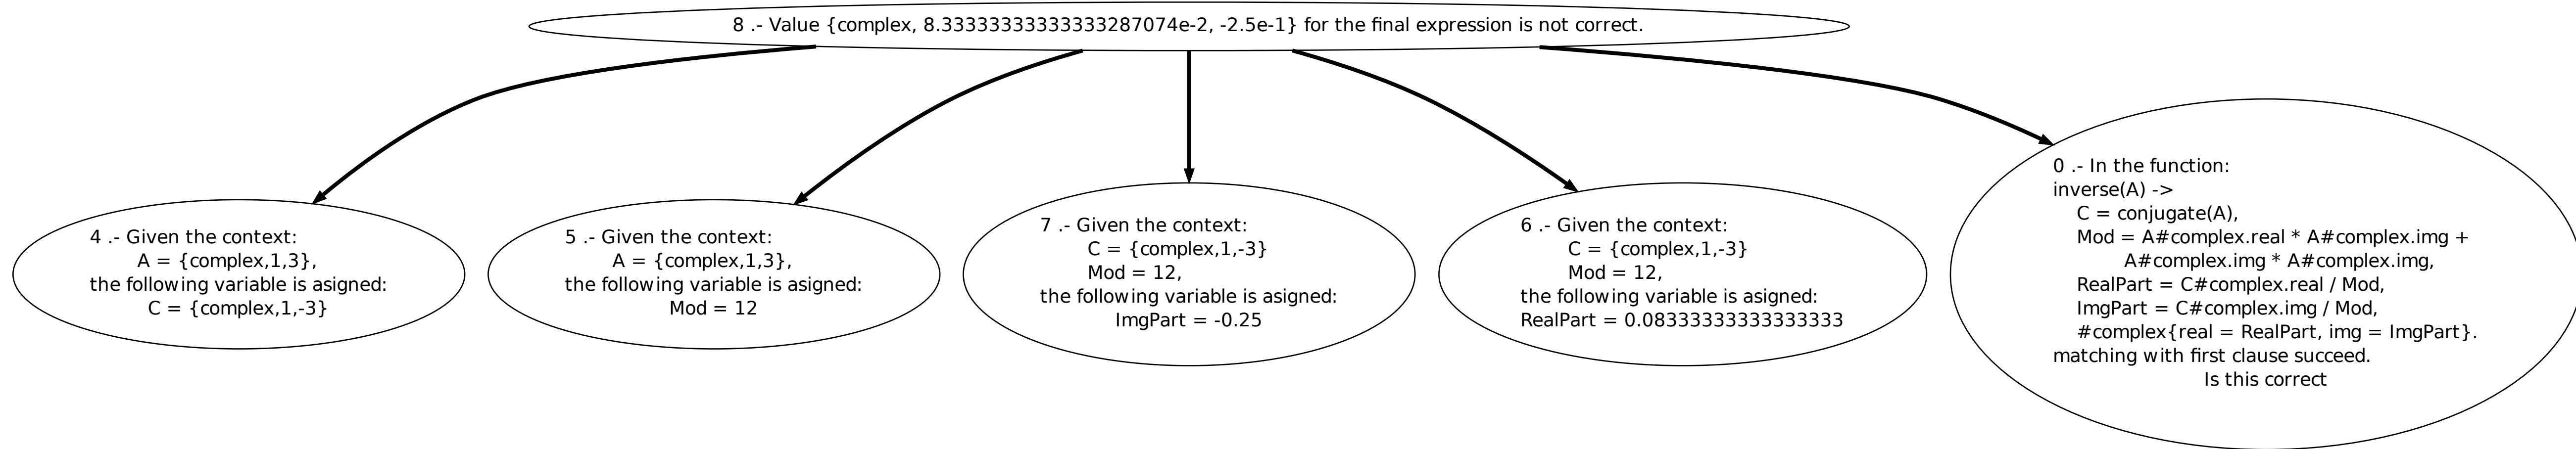 8 .- Value {complex, 8.33333333333333287074e-2, -2.5e-1} for the final expression is not correct.
4 .- Given the context:
A = {complex,1,3},
the following variable is asigned:
C = {complex,1,-3}
5 .- Given the context:
A = {complex,1,3},
the following variable is asigned:
Mod = 12
7 .- Given the context:
C = {complex,1,-3}
Mod = 12,
the following variable is asigned:
ImgPart = -0.25
6 .- Given the context:
C = {complex,1,-3}
Mod = 12,
the following variable is asigned:
RealPart = 0.08333333333333333
0 .- In the function:
inverse(A) ->
C = conjugate(A),
Mod = A#complex.real * A#complex.img +
A#complex.img * A#complex.img,
RealPart = C#complex.real / Mod,
ImgPart = C#complex.img / Mod,
#complex{real = RealPart, img = ImgPart}.
matching with first clause succeed.
Is this correct